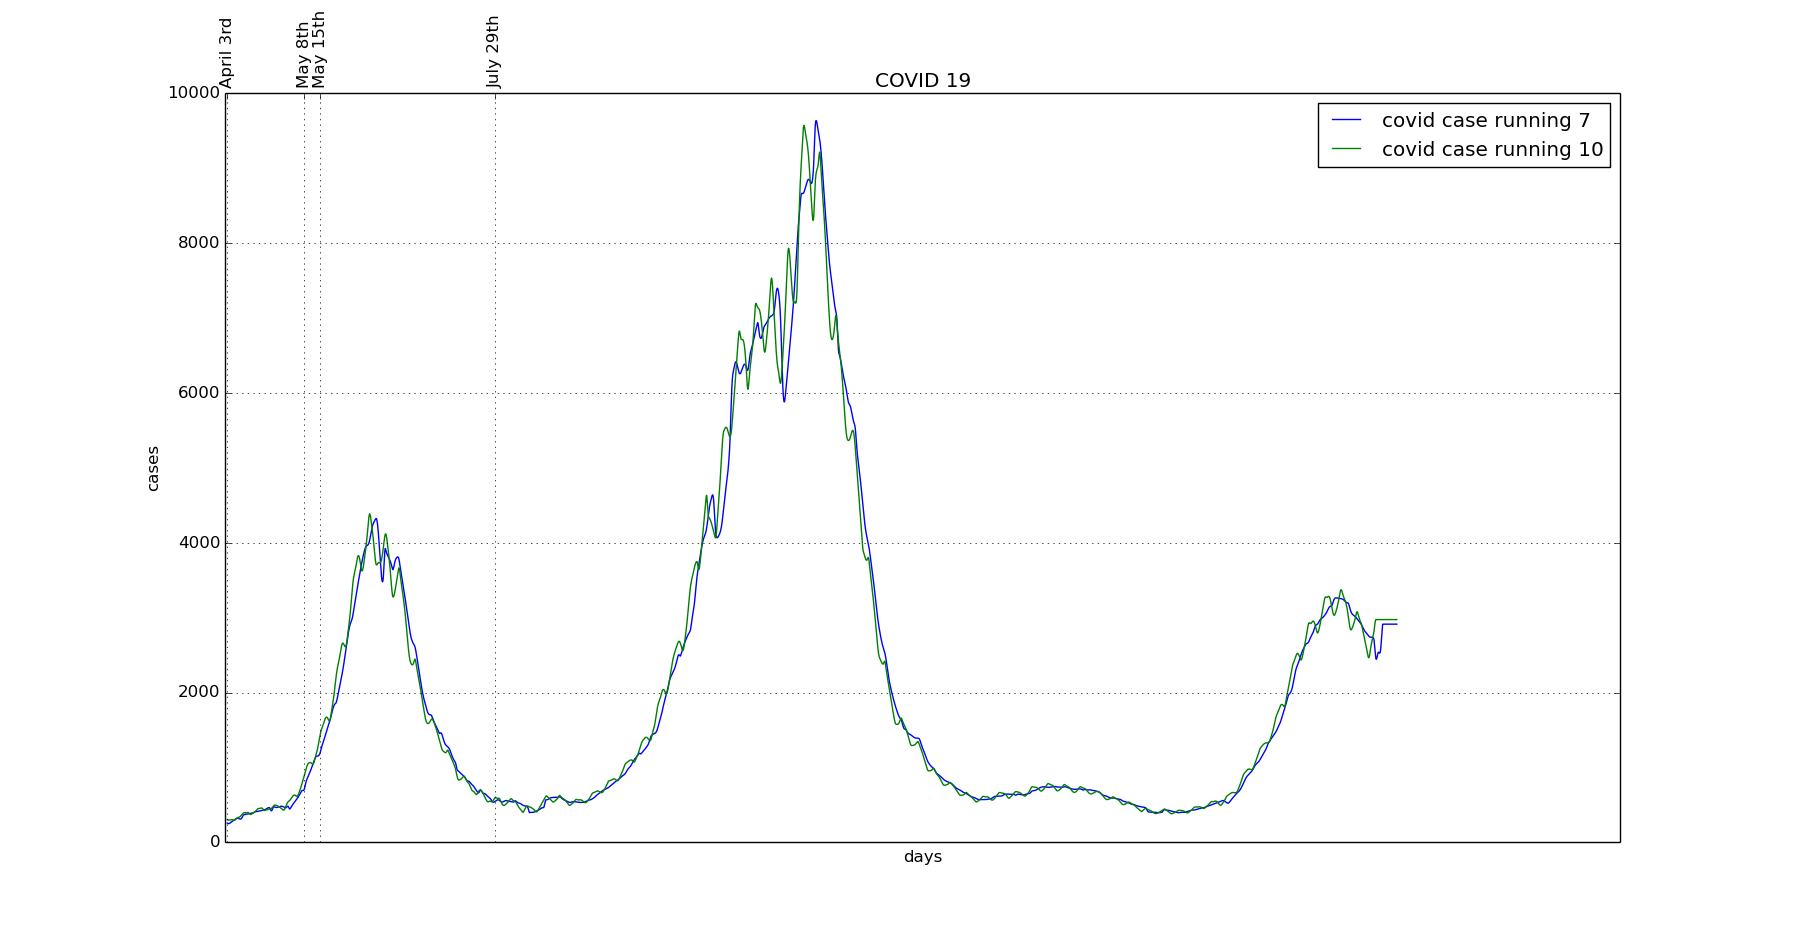 April 3rd
May 8th
May 15th
July 29th
COVID 19
covid case running 7
covid case running 10
10000
8000
6000
4000
2000
0
cases
days